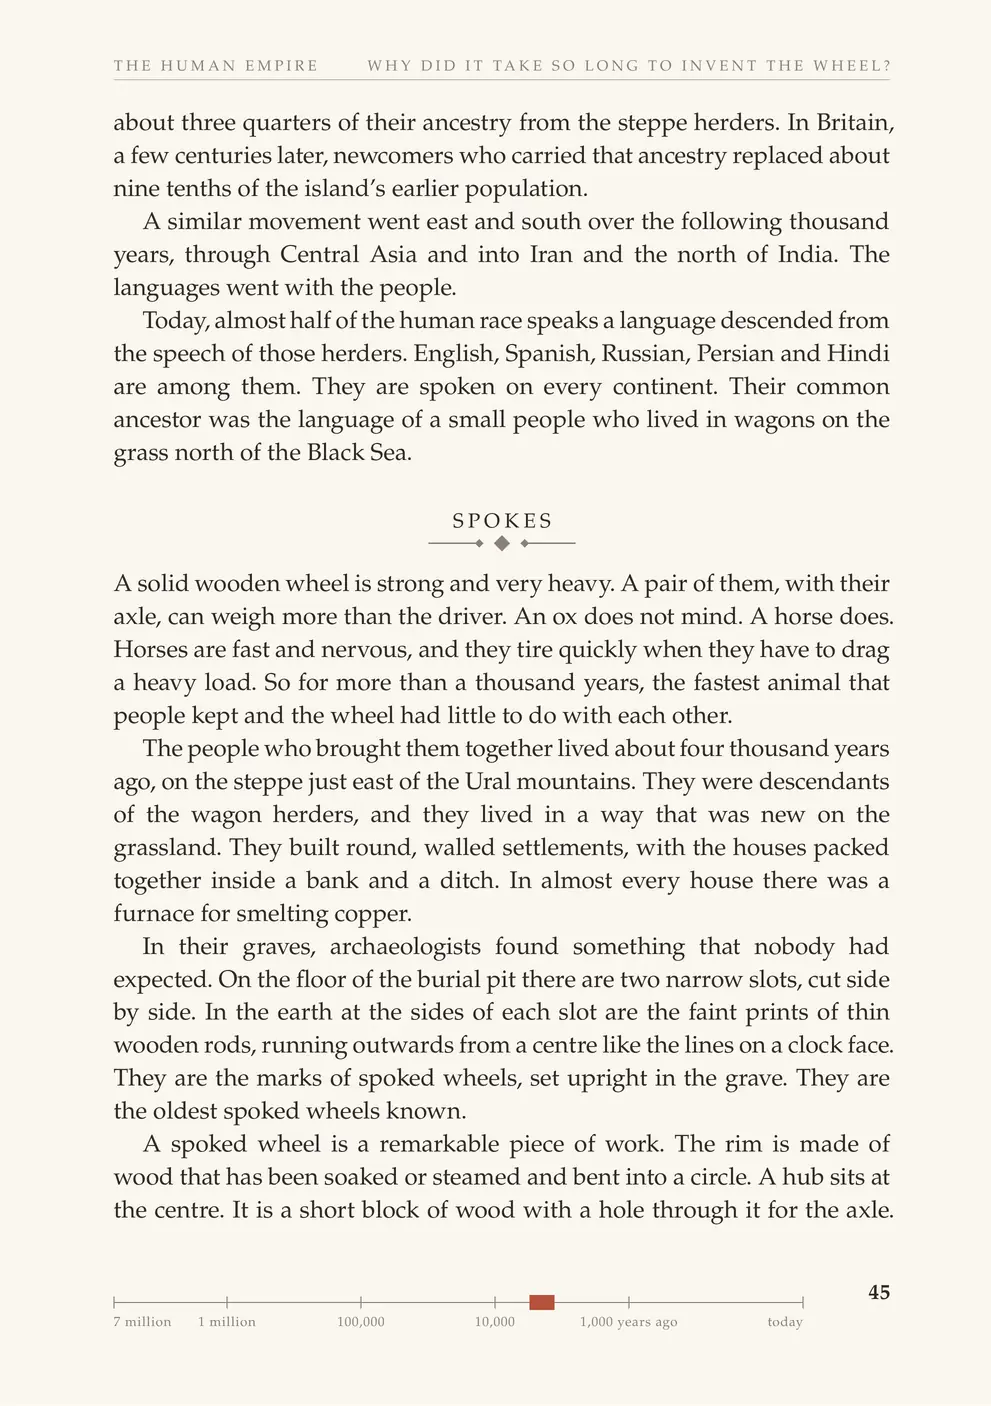 THE HUMAN EMPIRE WHY DID IT TAKE SO LONG TO INVENT THE WHEEL?
about three quarters of their ancestry from the steppe herders. In Britain,
a few centuries later, newcomers who carried that ancestry replaced about
nine tenths of the island’s earlier population.
A similar movement went east and south over the following thousand
years, through Central Asia and into Iran and the north of India. The
languages went with the people.
Today, almost half of the human race speaks a language descended from
the speech of those herders. English, Spanish, Russian, Persian and Hindi
are among them. They are spoken on every continent. Their common
ancestor was the language of a small people who lived in wagons on the
grass north of the Black Sea.
SPOKES
A solid wooden wheel is strong and very heavy. A pair of them, with their
axle, can weigh more than the driver. An ox does not mind. A horse does.
Horses are fast and nervous, and they tire quickly when they have to drag
a heavy load. So for more than a thousand years, the fastest animal that
people kept and the wheel had little to do with each other.
The people who brought them together lived about four thousand years
ago, on the steppe just east of the Ural mountains. They were descendants
of the wagon herders, and they lived in a way that was new on the
grassland. They built round, walled settlements, with the houses packed
together inside a bank and a ditch. In almost every house there was a
furnace for smelting copper.
In their graves, archaeologists found something that nobody had
expected. On the floor of the burial pit there are two narrow slots, cut side
by side. In the earth at the sides of each slot are the faint prints of thin
wooden rods, running outwards from a centre like the lines on a clock face.
They are the marks of spoked wheels, set upright in the grave. They are
the oldest spoked wheels known.
A spoked wheel is a remarkable piece of work. The rim is made of
wood that has been soaked or steamed and bent into a circle. A hub sits at
the centre. It is a short block of wood with a hole through it for the axle.
45
7 million 1 million 100,000 10,000 1,000 years ago today